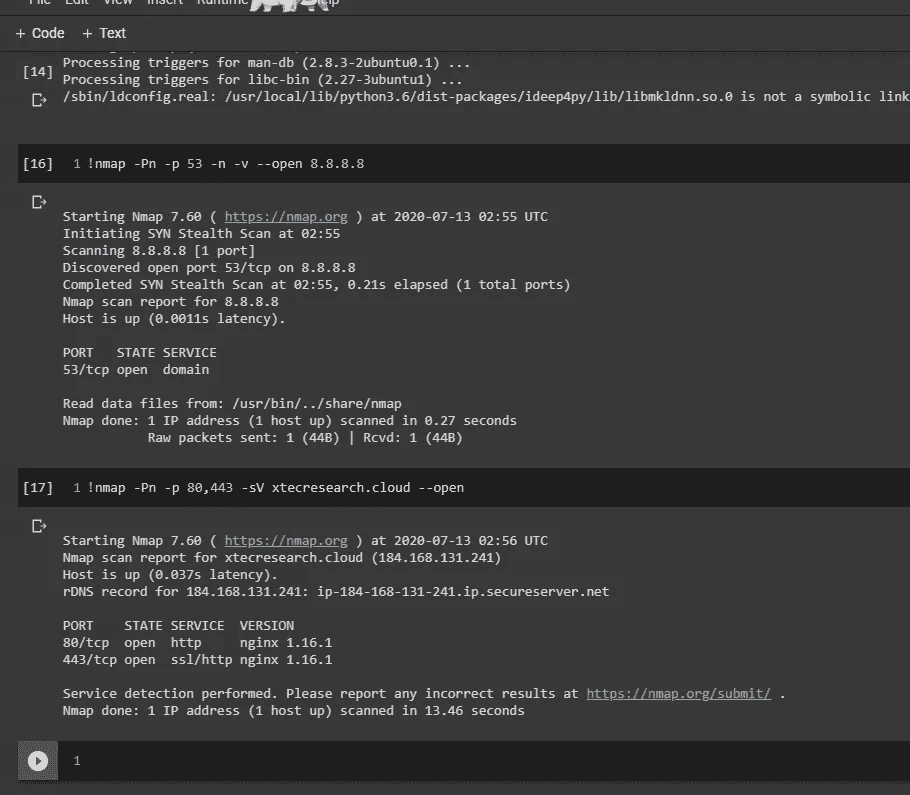 File Edit View Insert Runtime
+ Code + Text
[14] Processing triggers for man-db (2.8.3-2ubuntu0.1) ...
Processing triggers for libc-bin (2.27-3ubuntu1) ...
/sbin/ldconfig.real: /usr/local/lib/python3.6/dist-packages/ideep4py/lib/libmkldnn.so.0 is not a symbolic link
[16] 1 !nmap -Pn -p 53 -n -v --open 8.8.8.8
Starting Nmap 7.60 ( https://nmap.org ) at 2020-07-13 02:55 UTC
Initiating SYN Stealth Scan at 02:55
Scanning 8.8.8.8 [1 port]
Discovered open port 53/tcp on 8.8.8.8
Completed SYN Stealth Scan at 02:55, 0.21s elapsed (1 total ports)
Nmap scan report for 8.8.8.8
Host is up (0.0011s latency).
PORT STATE SERVICE
53/tcp open domain
Read data files from: /usr/bin/../share/nmap
Nmap done: 1 IP address (1 host up) scanned in 0.27 seconds
Raw packets sent: 1 (44B) | Rcvd: 1 (44B)
[17] 1 !nmap -Pn -p 80,443 -sV xtecresearch.cloud --open
Starting Nmap 7.60 ( https://nmap.org ) at 2020-07-13 02:56 UTC
Nmap scan report for xtecresearch.cloud (184.168.131.241)
Host is up (0.037s latency).
rDNS record for 184.168.131.241: ip-184-168-131-241.ip.secureserver.net
PORT STATE SERVICE VERSION
80/tcp open http nginx 1.16.1
443/tcp open ssl/http nginx 1.16.1
Service detection performed. Please report any incorrect results at https://nmap.org/submit/ .
Nmap done: 1 IP address (1 host up) scanned in 13.46 seconds
1